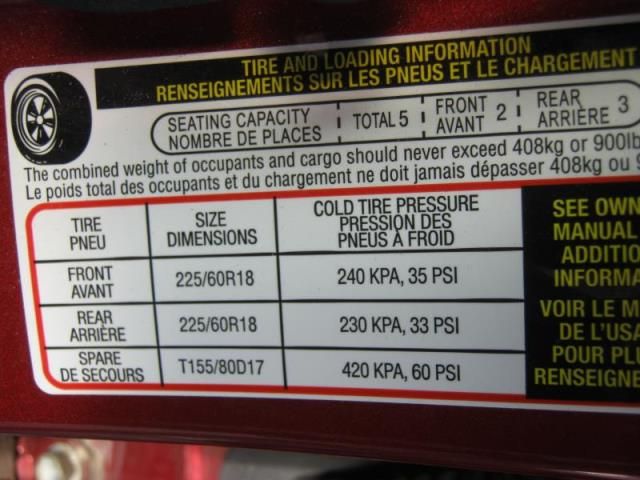 TIRE AND LOADING INFORMATION
RENSEIGNEMENTS SUR LES PNEUS ET LE CHARGEMENT
SEATING CAPACITY TOTAL 5 FRONT 2 REAR 3
NOMBRE DE PLACES AVANT ARRIÈRE
The combined weight of occupants and cargo should never exceed 408kg or 900lb
Le poids total des occupants et du chargement ne doit jamais dépasser 408kg ou
TIRE SIZE COLD TIRE PRESSURE
PNEU DIMENSIONS PRESSION DES
PNEUS À FROID
FRONT
AVANT 225/60R18 240 KPA, 35 PSI
REAR
ARRIÈRE 225/60R18 230 KPA, 33 PSI
SPARE
DE SECOURS T155/80D17 420 KPA, 60 PSI
SEE OWN
MANUAL
ADDITIO
INFORMA
VOIR LE M
DE L'USA
POUR PL
RENSEIGNE